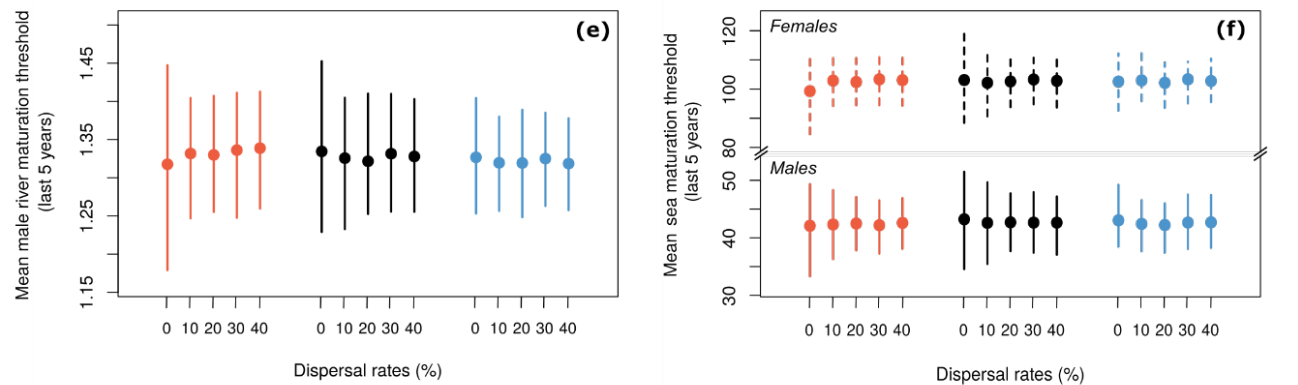 Mean male river maturation threshold
(last 5 years)
1.45
1.35
1.25
1.15
(e)
0 10 20 30 40 0 10 20 30 40 0 10 20 30 40
Dispersal rates (%)
Mean sea maturation threshold
(last 5 years)
120
100
80
50
40
30
Females
(f)
Males
0 10 20 30 40 0 10 20 30 40 0 10 20 30 40
Dispersal rates (%)